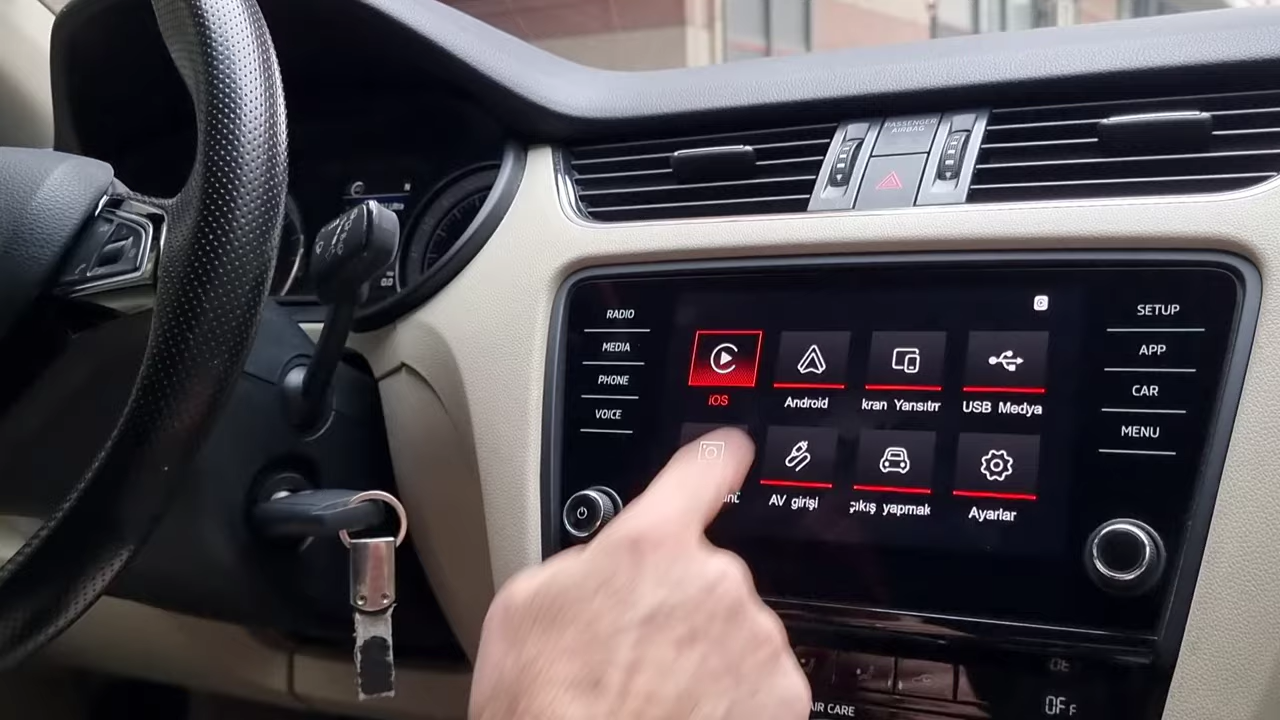 PASSENGER
AIRBAG
RADIO
MEDIA
PHONE
VOICE
SETUP
APP
CAR
MENU
iOS
Android
kran Yansıtır
USB Medya
AV girişi
çıkış yapmak
Ayarlar
AIR CARE
OFF